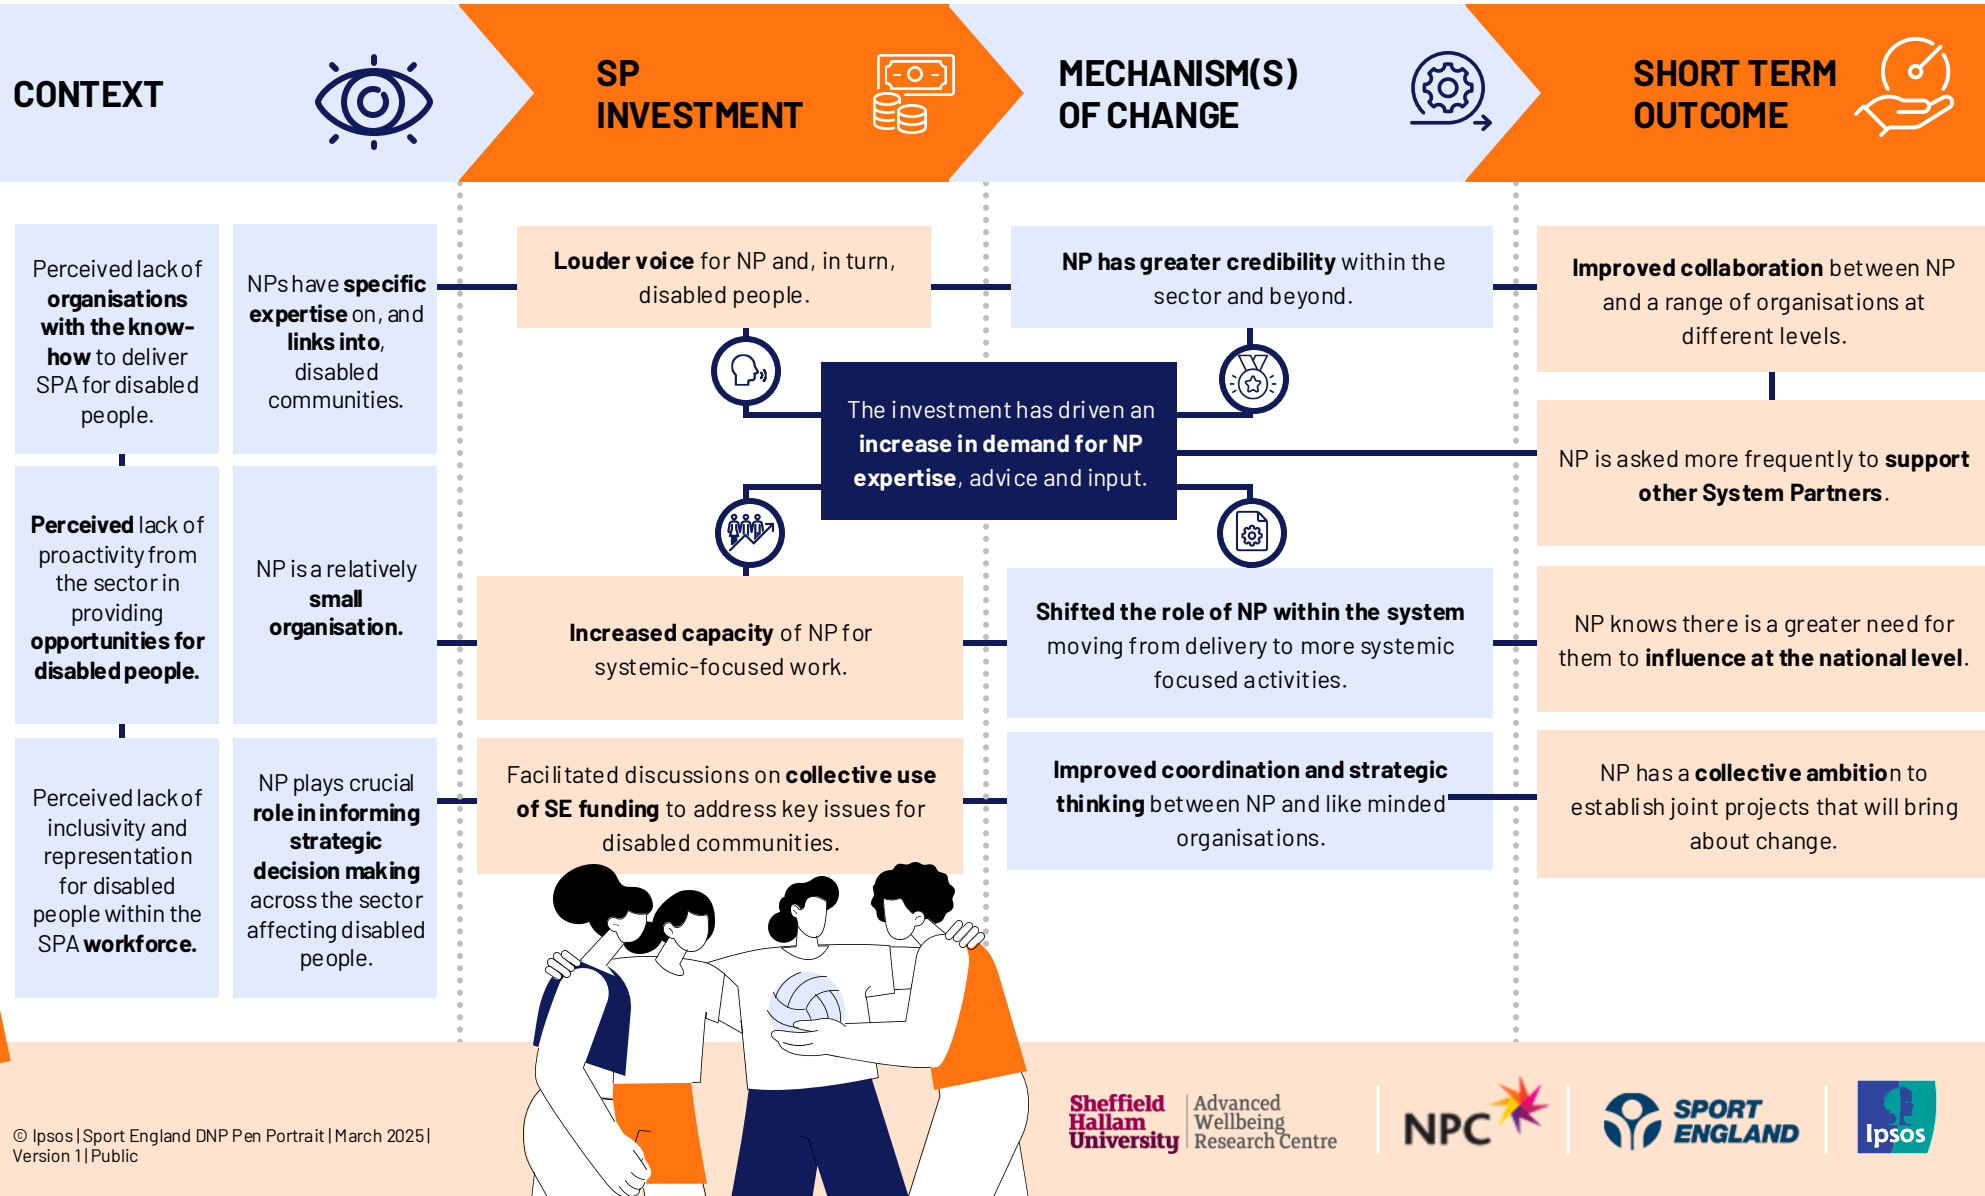 CONTEXT
SP
INVESTMENT
MECHANISM(S)
OF CHANGE
SHORT TERM
OUTCOME
Perceived lack of
organisations
with the know-
how to deliver
SPA for disabled
people.
NPs have specific
expertise on, and
links into,
disabled
communities.
Louder voice for NP and, in turn,
disabled people.
NP has greater credibility within the
sector and beyond.
Improved collaboration between NP
and a range of organisations at
different levels.
The investment has driven an
increase in demand for NP
expertise, advice and input.
NP is asked more frequently to support
other System Partners.
Perceived lack of
proactivity from
the sector in
providing
opportunities for
disabled people.
NP is a relatively
small
organisation.
Increased capacity of NP for
systemic-focused work.
Shifted the role of NP within the system
moving from delivery to more systemic
focused activities.
NP knows there is a greater need for
them to influence at the national level.
Perceived lack of
inclusivity and
representation
for disabled
people within the
SPA workforce.
NP plays crucial
role in informing
strategic
decision making
across the sector
affecting disabled
people.
Facilitated discussions on collective use
of SE funding to address key issues for
disabled communities.
Improved coordination and strategic
thinking between NP and like minded
organisations.
NP has a collective ambition to
establish joint projects that will bring
about change.
© Ipsos | Sport England DNP Pen Portrait | March 2025 |
Version 1 | Public
Sheffield
Hallam
University
Advanced
Wellbeing
Research Centre
NPC
SPORT
ENGLAND
Ipsos